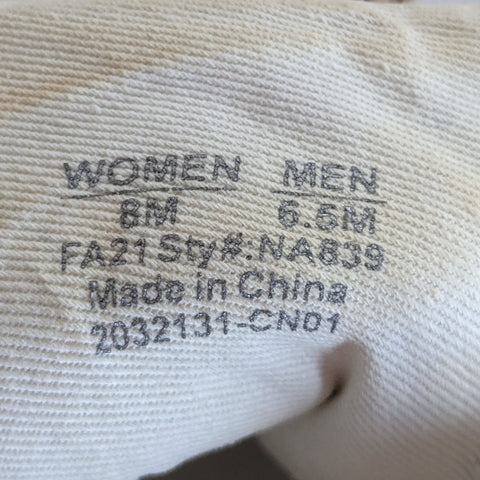 WOMEN MEN
8M 6.5M
FA21 Sty#:NA839
Made in China
2032131-CN01